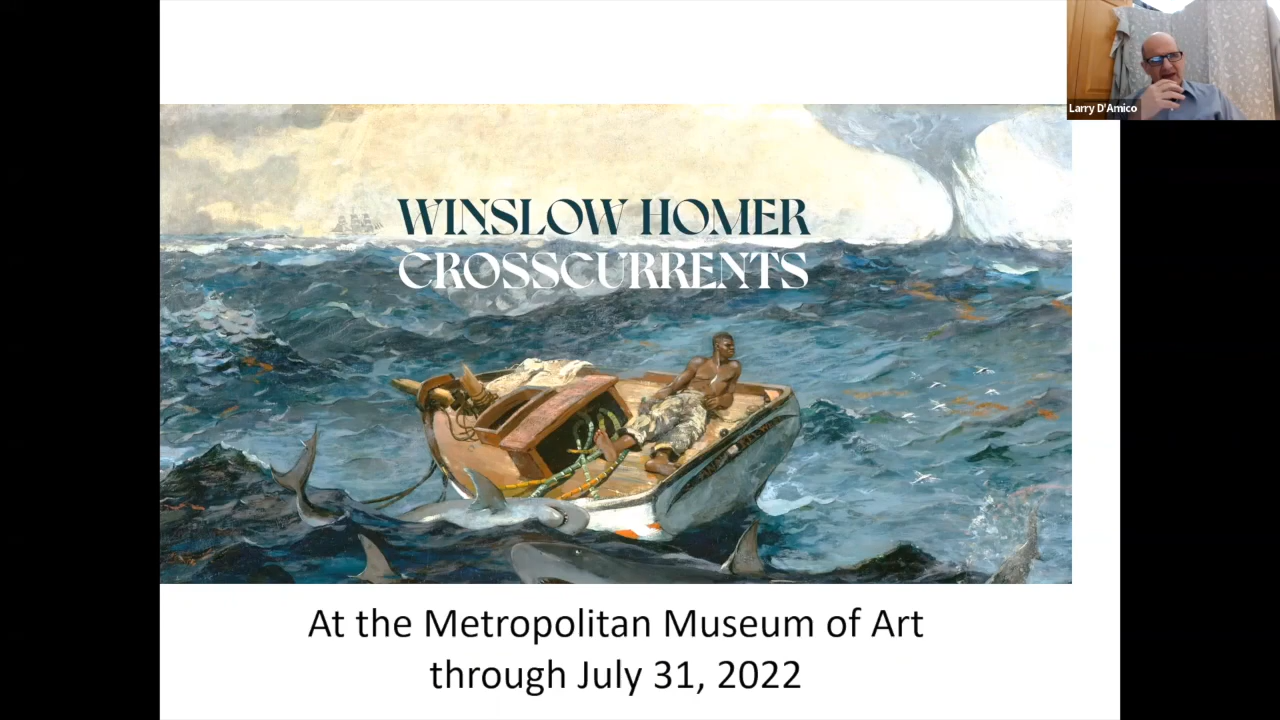 Larry D'Amico
WINSLOW HOMER
CROSSCURRENTS
At the Metropolitan Museum of Art
through July 31, 2022